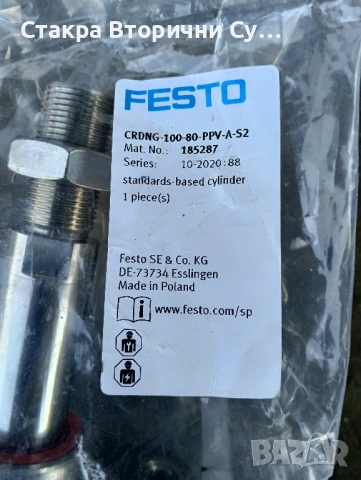 Стакра Вторични Су...
FESTO
CRDNG-100-80-PPV-A-S2
Mat. No.: 185287
Series: 10-2020:88
standards-based cylinder
1 piece(s)
Festo SE & Co. KG
DE-73734 Esslingen
Made in Poland
www.festo.com/sp
BAZAR